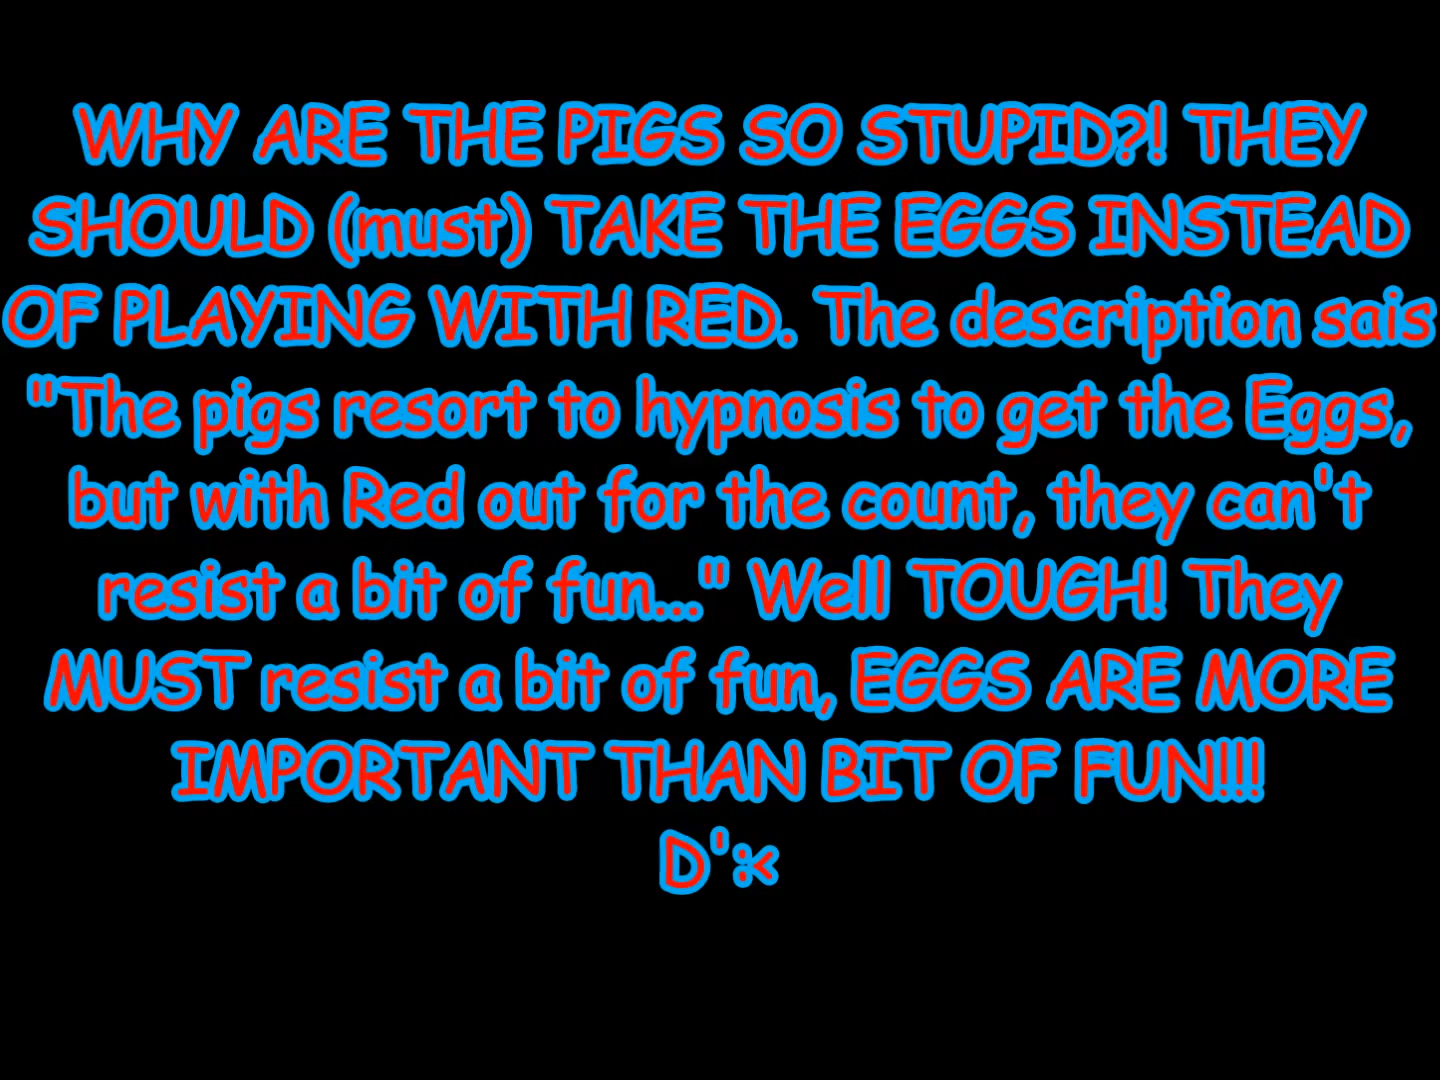 WHY ARE THE PIGS SO STUPID?! THEY
SHOULD (must) TAKE THE EGGS INSTEAD
OF PLAYING WITH RED. The description sais
"The pigs resort to hypnosis to get the Eggs,
but with Red out for the count, they can't
resist a bit of fun..." Well TOUGH! They
MUST resist a bit of fun, EGGS ARE MORE
IMPORTANT THAN BIT OF FUN!!!
D':<